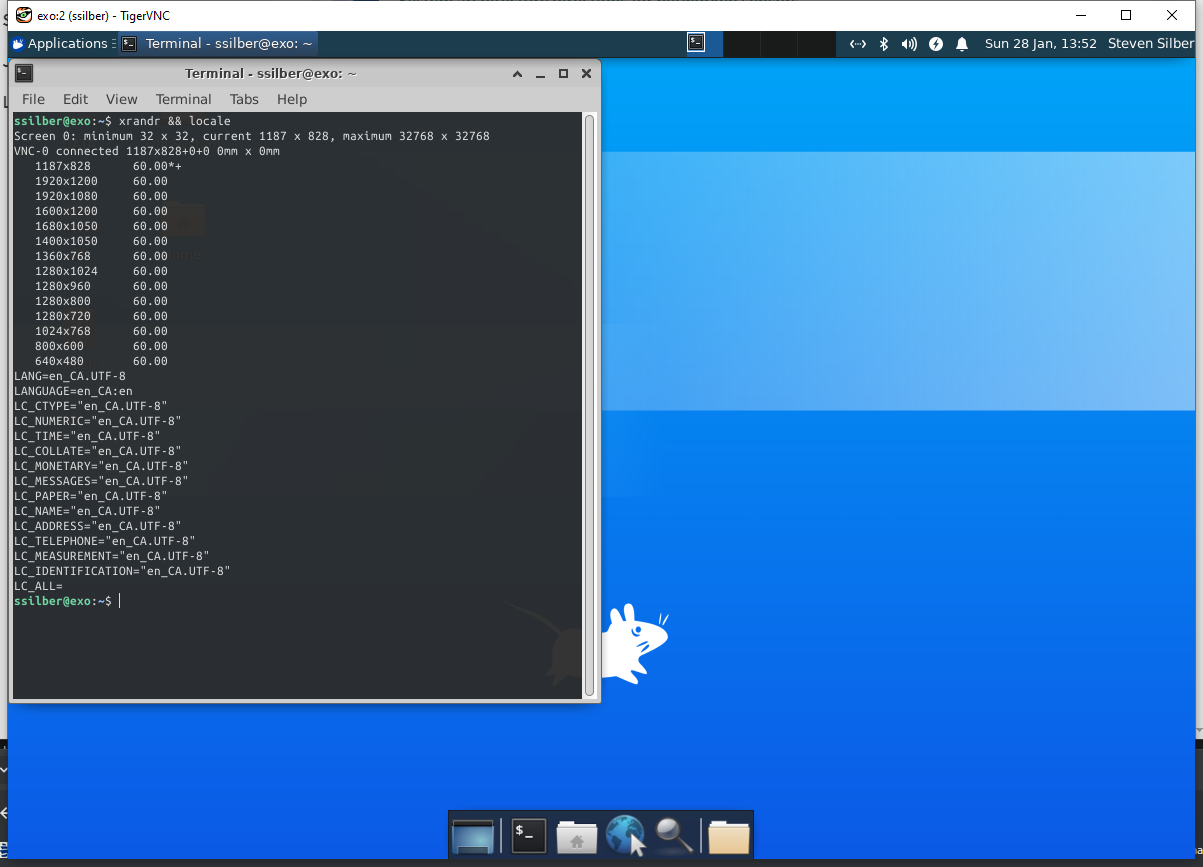 exo:2 (ssilber) - TigerVNC
Applications
Terminal - ssilber@exo: ~
Sun 28 Jan, 13:52
Steven Silber
Terminal - ssilber@exo: ~
File Edit View Terminal Tabs Help
ssilber@exo:~$ xrandr && locale
Screen 0: minimum 32 x 32, current 1187 x 828, maximum 32768 x 32768
VNC-0 connected 1187x828+0+0 0mm x 0mm
   1187x828      60.00*+
   1920x1200     60.00
   1920x1080     60.00
   1600x1200     60.00
   1680x1050     60.00
   1400x1050     60.00
   1360x768      60.00
   1280x1024     60.00
   1280x960      60.00
   1280x800      60.00
   1280x720      60.00
   1024x768      60.00
   800x600       60.00
   640x480       60.00
LANG=en_CA.UTF-8
LANGUAGE=en_CA:en
LC_CTYPE="en_CA.UTF-8"
LC_NUMERIC="en_CA.UTF-8"
LC_TIME="en_CA.UTF-8"
LC_COLLATE="en_CA.UTF-8"
LC_MONETARY="en_CA.UTF-8"
LC_MESSAGES="en_CA.UTF-8"
LC_PAPER="en_CA.UTF-8"
LC_NAME="en_CA.UTF-8"
LC_ADDRESS="en_CA.UTF-8"
LC_TELEPHONE="en_CA.UTF-8"
LC_MEASUREMENT="en_CA.UTF-8"
LC_IDENTIFICATION="en_CA.UTF-8"
LC_ALL=
ssilber@exo:~$